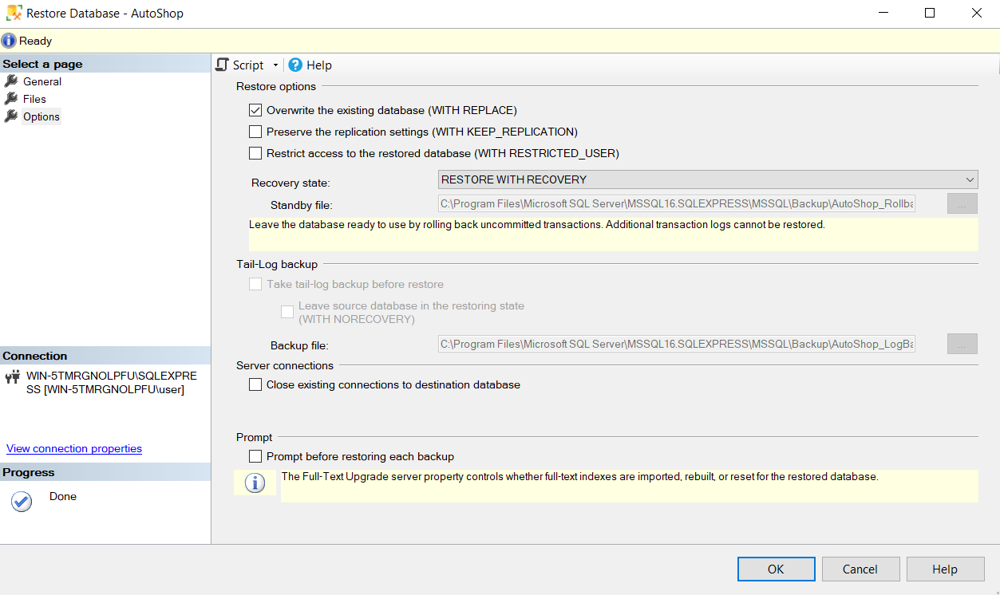 Restore Database - AutoShop
Ready
Select a page
General
Files
Options
Script
Help
Restore options
Overwrite the existing database (WITH REPLACE)
Preserve the replication settings (WITH KEEP_REPLICATION)
Restrict access to the restored database (WITH RESTRICTED_USER)
Recovery state:
RESTORE WITH RECOVERY
Standby file:
C:\Program Files\Microsoft SQL Server\MSSQL16.SQLEXPRESS\MSSQL\Backup\AutoShop_Rollba
...
Leave the database ready to use by rolling back uncommitted transactions. Additional transaction logs cannot be restored.
Tail-Log backup
Take tail-log backup before restore
Leave source database in the restoring state
(WITH NORECOVERY)
Backup file:
C:\Program Files\Microsoft SQL Server\MSSQL16.SQLEXPRESS\MSSQL\Backup\AutoShop_LogBa
...
Server connections
Close existing connections to destination database
Prompt
Prompt before restoring each backup
The Full-Text Upgrade server property controls whether full-text indexes are imported, rebuilt, or reset for the restored database.
Connection
WIN-5TMRGNOLPFU\SQLEXPRE
SS [WIN-5TMRGNOLPFU\user]
View connection properties
Progress
Done
OK
Cancel
Help